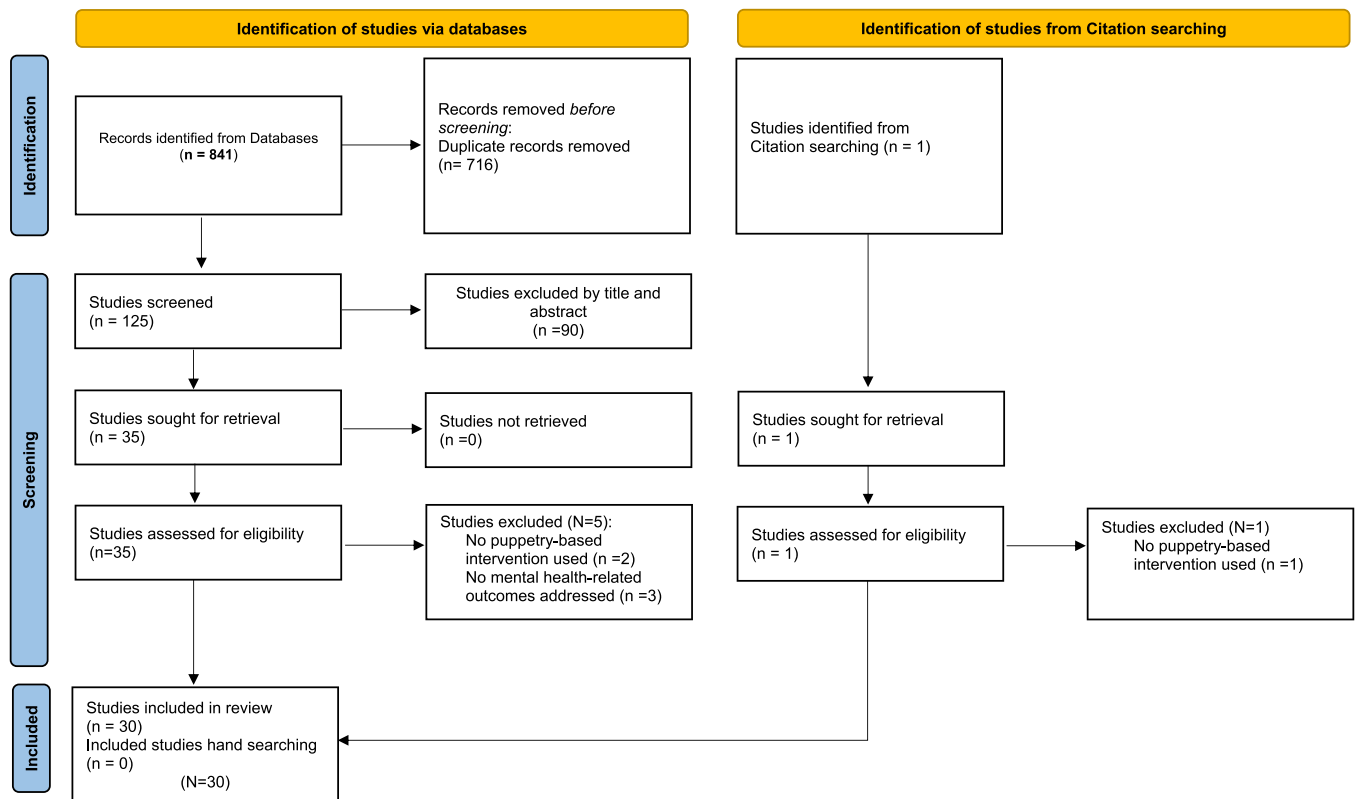 Identification of studies via databases
Identification of studies from Citation searching
Identification
Records identified from Databases
(n = 841)
Records removed before
screening:
Duplicate records removed
(n= 716)
Studies identified from
Citation searching (n = 1)
Screening
Studies screened
(n = 125)
Studies excluded by title and
abstract
(n =90)
Studies sought for retrieval
(n = 35)
Studies not retrieved
(n =0)
Studies sought for retrieval
(n = 1)
Studies assessed for eligibility
(n=35)
Studies excluded (N=5):
No puppetry-based
intervention used (n =2)
No mental health-related
outcomes addressed (n =3)
Studies assessed for eligibility
(n = 1)
Studies excluded (N=1)
No puppetry-based
intervention used (n =1)
Included
Studies included in review
(n = 30)
Included studies hand searching
(n = 0)
(N=30)